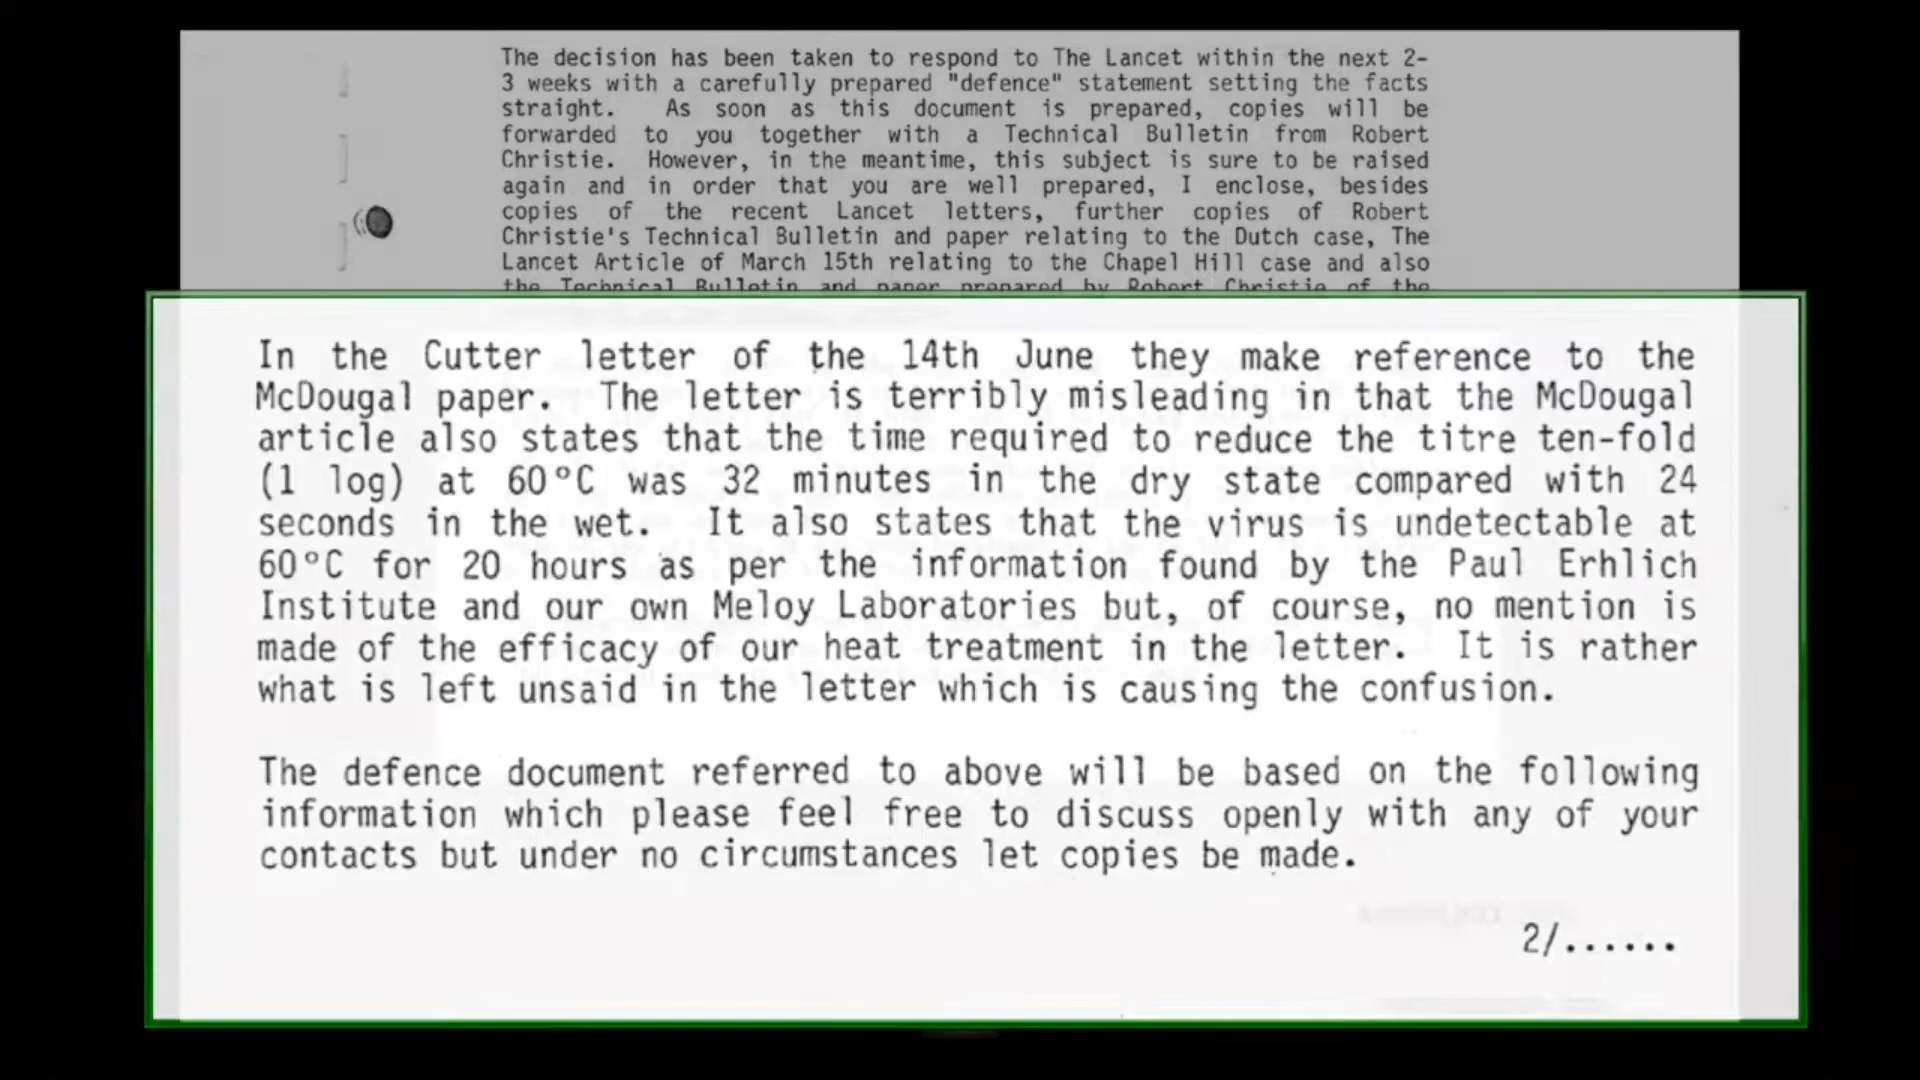 The decision has been taken to respond to The Lancet within the next 2-
3 weeks with a carefully prepared "defence" statement setting the facts
straight. As soon as this document is prepared, copies will be
forwarded to you together with a Technical Bulletin from Robert
Christie. However, in the meantime, this subject is sure to be raised
again and in order that you are well prepared, I enclose, besides
copies of the recent Lancet letters, further copies of Robert
Christie's Technical Bulletin and paper relating to the Dutch case, The
Lancet Article of March 15th relating to the Chapel Hill case and also
the Technical Bulletin and paper prepared by Robert Christie of the
In the Cutter letter of the 14th June they make reference to the
McDougal paper. The letter is terribly misleading in that the McDougal
article also states that the time required to reduce the titre ten-fold
(1 log) at 60°C was 32 minutes in the dry state compared with 24
seconds in the wet. It also states that the virus is undetectable at
60°C for 20 hours as per the information found by the Paul Erhlich
Institute and our own Meloy Laboratories but, of course, no mention is
made of the efficacy of our heat treatment in the letter. It is rather
what is left unsaid in the letter which is causing the confusion.
The defence document referred to above will be based on the following
information which please feel free to discuss openly with any of your
contacts but under no circumstances let copies be made.
2/......